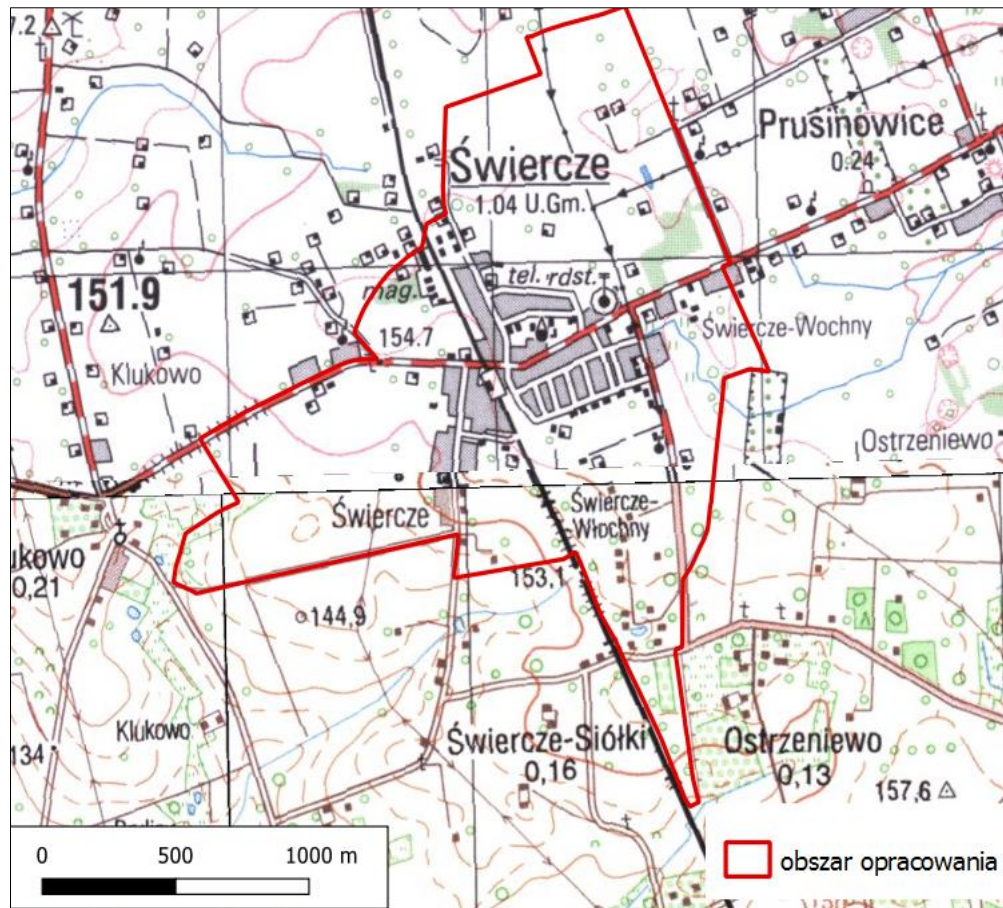 7.2
Świercze
1.04 U.Gm.
Prusinowice
0.24
151.9
mag.
tel.
rdst.
154.7
Świercze-Wochny
Klukowo
Ostrzeniewo
Świercze
Świercze-
Włochny
ukowo
0,21
153,1
144,9
Klukowo
134
Świercze-Siółki
0,16
Ostrzeniewo
0,13
157,6
0 500 1000 m
obszar opracowania